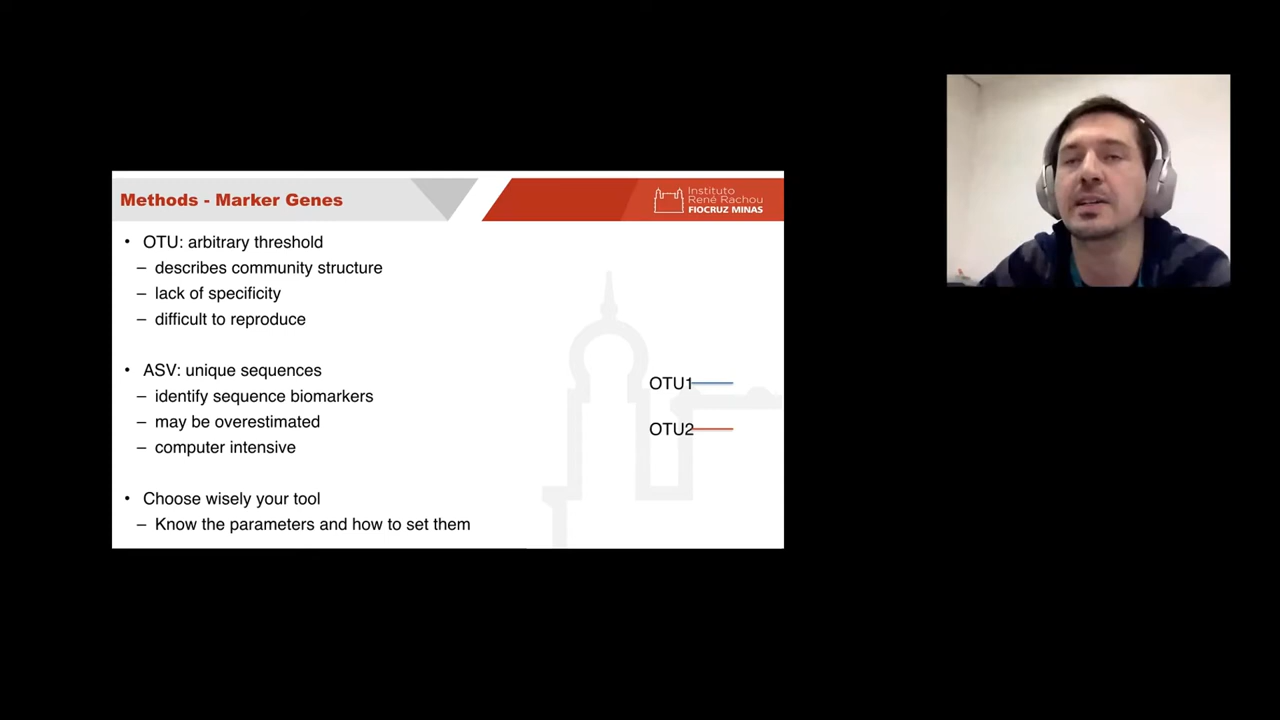 Methods - Marker Genes
Instituto
René Rachou
FIOCRUZ MINAS
• OTU: arbitrary threshold
– describes community structure
– lack of specificity
– difficult to reproduce
• ASV: unique sequences
– identify sequence biomarkers
– may be overestimated
– computer intensive
• Choose wisely your tool
– Know the parameters and how to set them
OTU1
OTU2